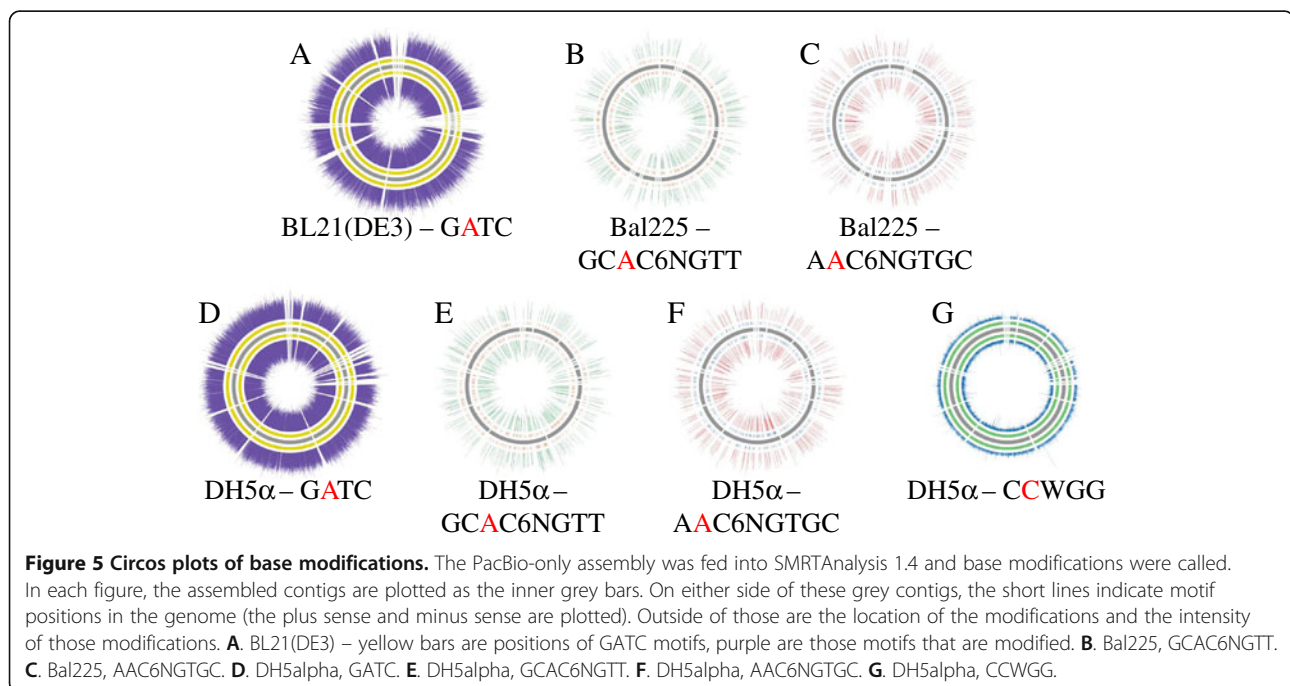 A
B
C
BL21(DE3) – GATC
Bal225 –
GCAC6NGTT
Bal225 –
AAC6NGTGC
D
E
F
G
DH5α – GATC
DH5α –
GCAC6NGTT
DH5α –
AAC6NGTGC
DH5α – CCWGG
Figure 5 Circos plots of base modifications. The PacBio-only assembly was fed into SMRTAnalysis 1.4 and base modifications were called.
In each figure, the assembled contigs are plotted as the inner grey bars. On either side of these grey contigs, the short lines indicate motif
positions in the genome (the plus sense and minus sense are plotted). Outside of those are the location of the modifications and the intensity
of those modifications. A. BL21(DE3) – yellow bars are positions of GATC motifs, purple are those motifs that are modified. B. Bal225, GCAC6NGTT.
C. Bal225, AAC6NGTGC. D. DH5alpha, GATC. E. DH5alpha, GCAC6NGTT. F. DH5alpha, AAC6NGTGC. G. DH5alpha, CCWGG.